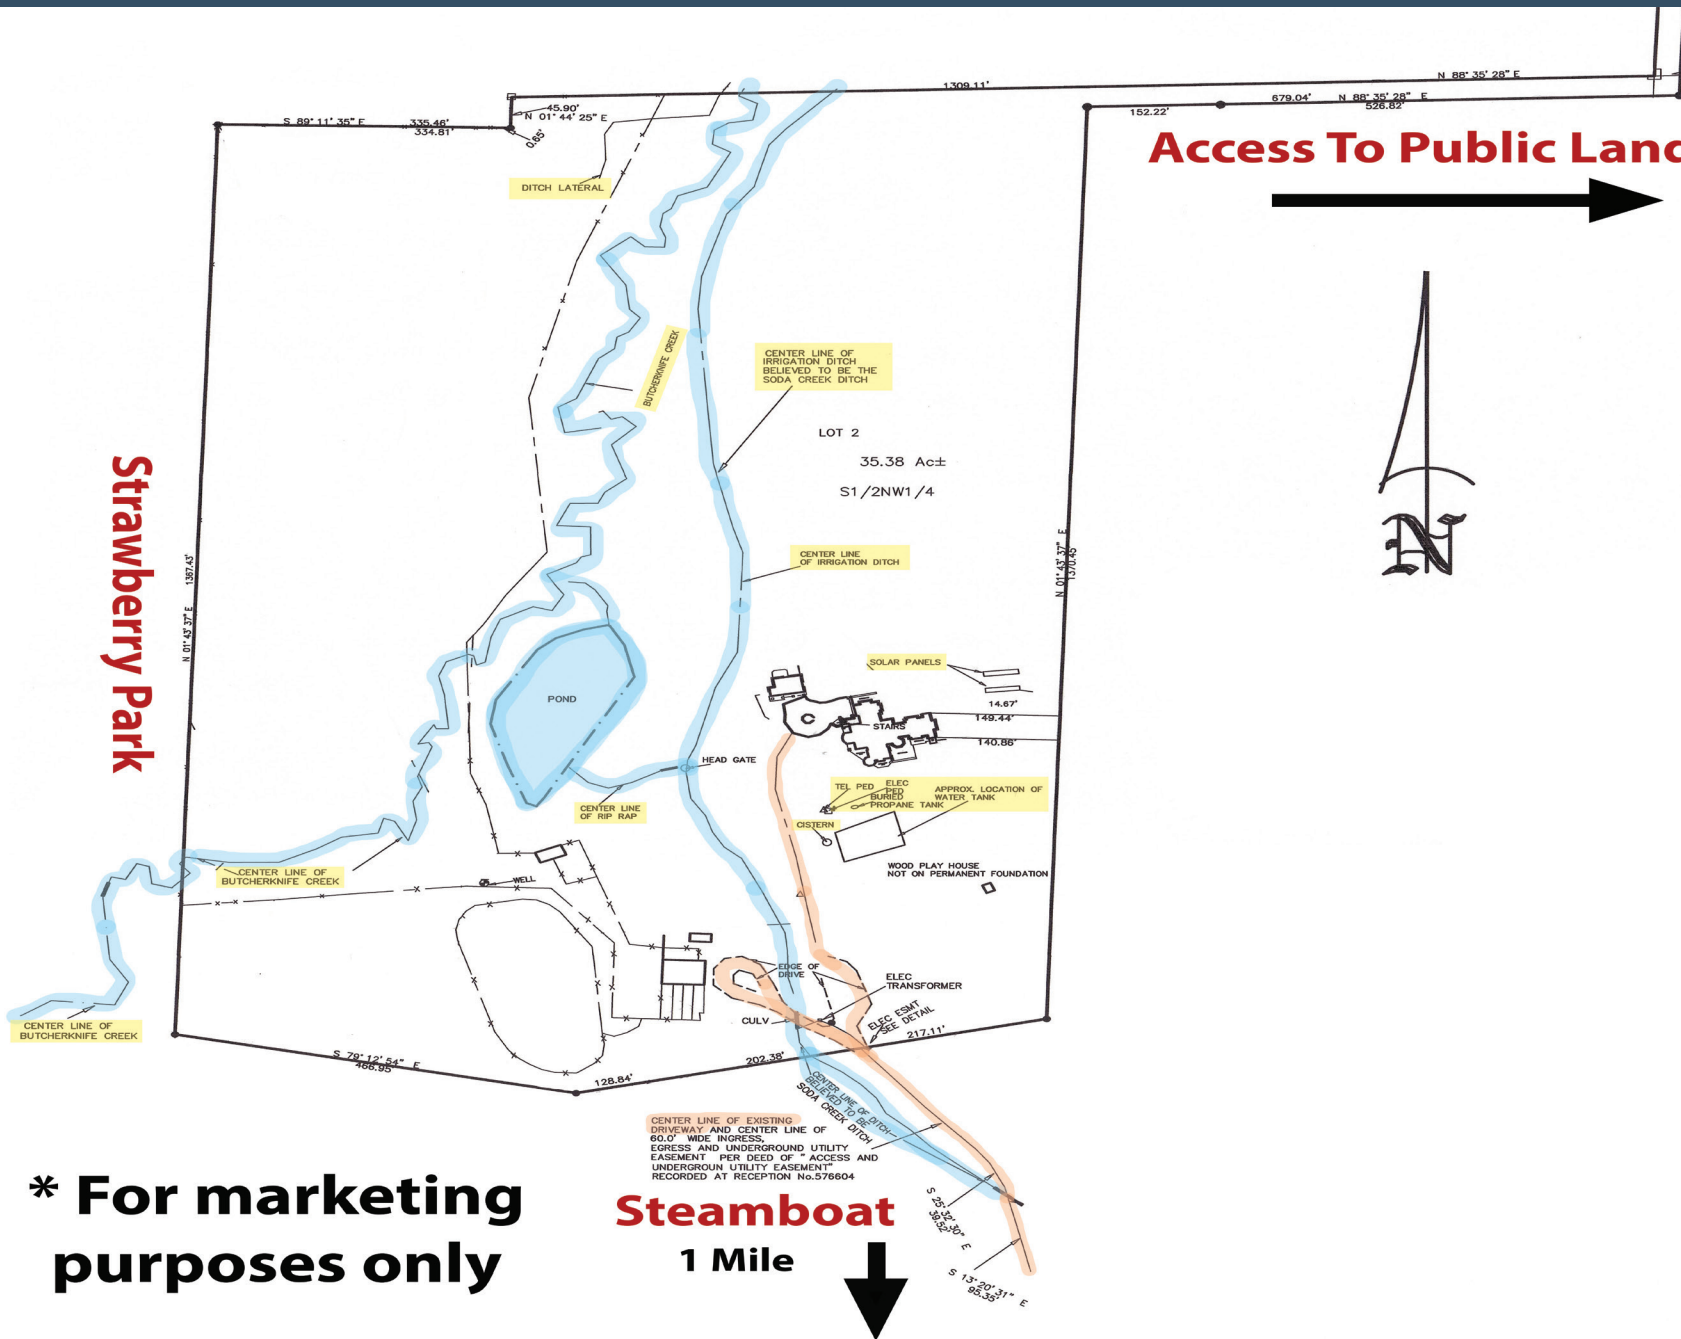 1309.11'
N 88° 35' 28" E
679.04' N 88° 35' 28" E
152.22'
526.82'
45.90'
N 01° 44' 25" E
S 89° 11' 35" E 335.46'
334.81'
0.65'
Access To Public Land
DITCH LATERAL
BUTCHERKNIFE CREEK
CENTER LINE OF
IRRIGATION DITCH
BELIEVED TO BE THE
SODA CREEK DITCH
LOT 2
35.38 Ac±
S1/2NW1/4
N
Strawberry Park
N 01° 43' 37" E 1367.43'
CENTER LINE
OF IRRIGATION DITCH
N 01° 43' 37" E
1370.45'
SOLAR PANELS
POND
14.67'
149.44'
STAIRS
140.86'
HEAD GATE
CENTER LINE
OF RIP RAP
TEL PED
ELEC
PED
BURIED
PROPANE TANK
APPROX. LOCATION OF
WATER TANK
CISTERN
WOOD PLAY HOUSE
NOT ON PERMANENT FOUNDATION
CENTER LINE OF
BUTCHERKNIFE CREEK
WELL
EDGE OF
DRIVE
ELEC
TRANSFORMER
CULV
ELEC ESMT
SEE DETAIL
CENTER LINE OF
BUTCHERKNIFE CREEK
217.11'
202.38'
S 79° 12' 54" E
466.95'
128.84'
CENTER LINE OF DITCH
BELIEVED TO BE
SODA CREEK DITCH
CENTER LINE OF EXISTING
DRIVEWAY AND CENTER LINE OF
60.0' WIDE INGRESS,
EGRESS AND UNDERGROUND UTILITY
EASEMENT PER DEED OF " ACCESS AND
UNDERGROUN UTILITY EASEMENT"
RECORDED AT RECEPTION No.576604
* For marketing
purposes only
Steamboat
1 Mile
S 25° 32' 30" E
39.52'
S 13° 20' 31" E
95.35'